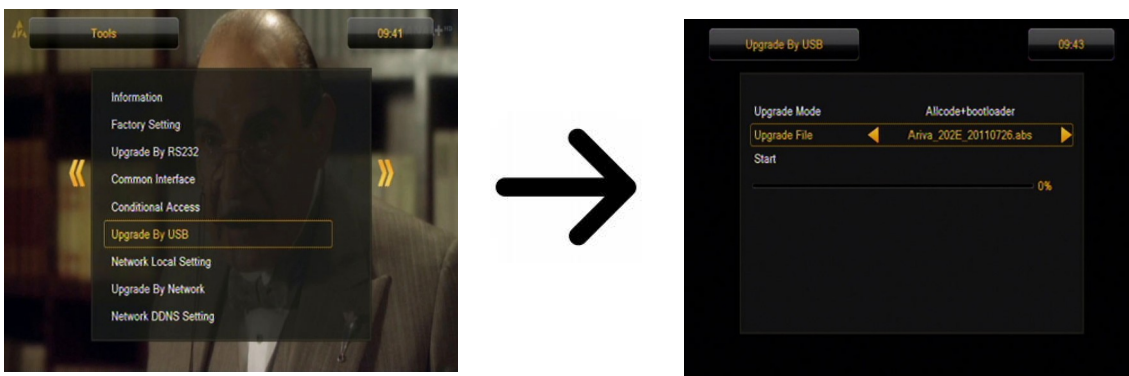 Tools
09:41
Information
Factory Setting
Upgrade By RS232
Common Interface
Conditional Access
Upgrade By USB
Network Local Setting
Upgrade By Network
Network DDNS Setting
Upgrade By USB
09:43
Upgrade Mode Allcode+bootloader
Upgrade File Ariva_202E_20110726.abs
Start
0%